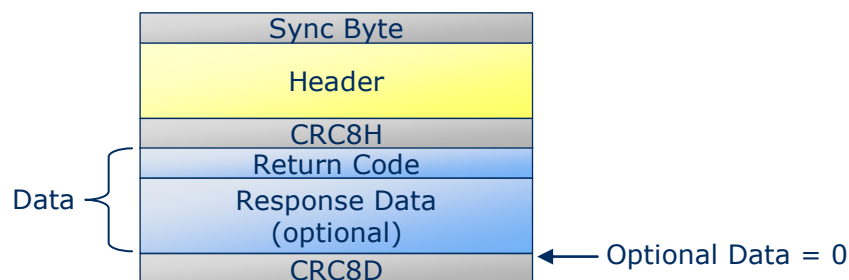 Sync Byte
Header
CRC8H
Return Code
Data
Response Data
(optional)
Optional Data = 0
CRC8D